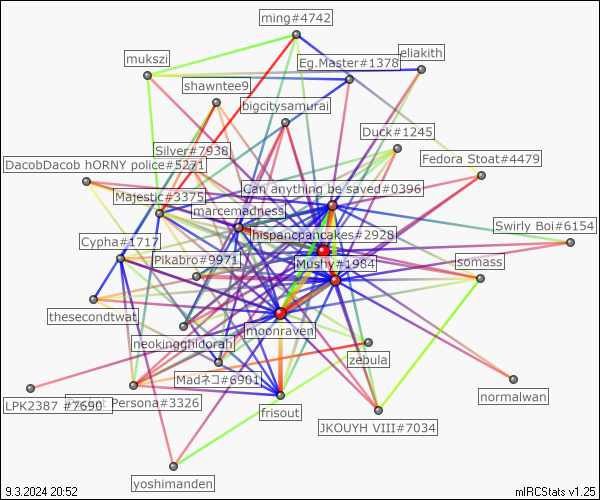 ming#4742
eliakith
Eg.Master#1378
mukszi
shawntee9
bigcitysamurai
Duck#1245
Silver#7938
Fedora Stoat#4479
DacobDacob hORNY police#5271
Can anything be saved#0396
Majestic#3375
marcemadness
Swirly Boi#6154
hispancpancakes#2928
Cypha#1717
Pikabro#9971
Mushy#1984
somass
thesecondtwat
moonraven
neokingghidorah
zebula
Madネコ#6901
normalwan
LPK2387 #7690
Persona#3326
frisout
JKOUYH VIII#7034
yoshimanden
9.3.2024 20:52
mIRCStats v1.25